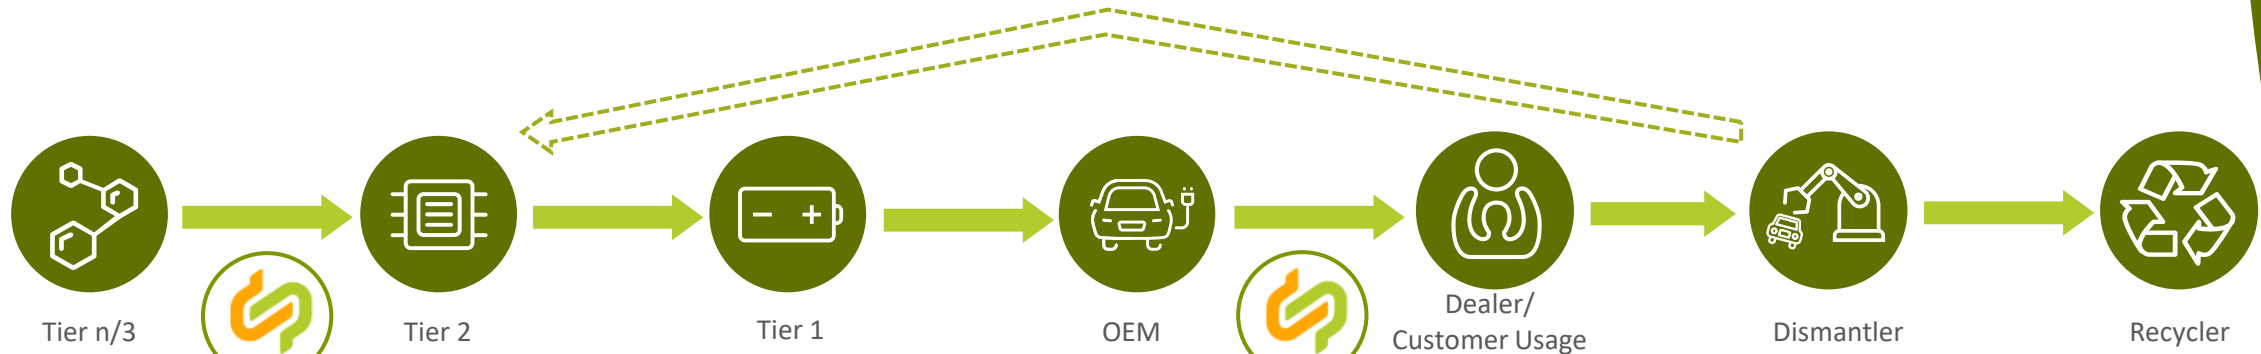 Tier n/3
Tier 2
Tier 1
OEM
Dealer/
Customer Usage
Dismantler
Recycler